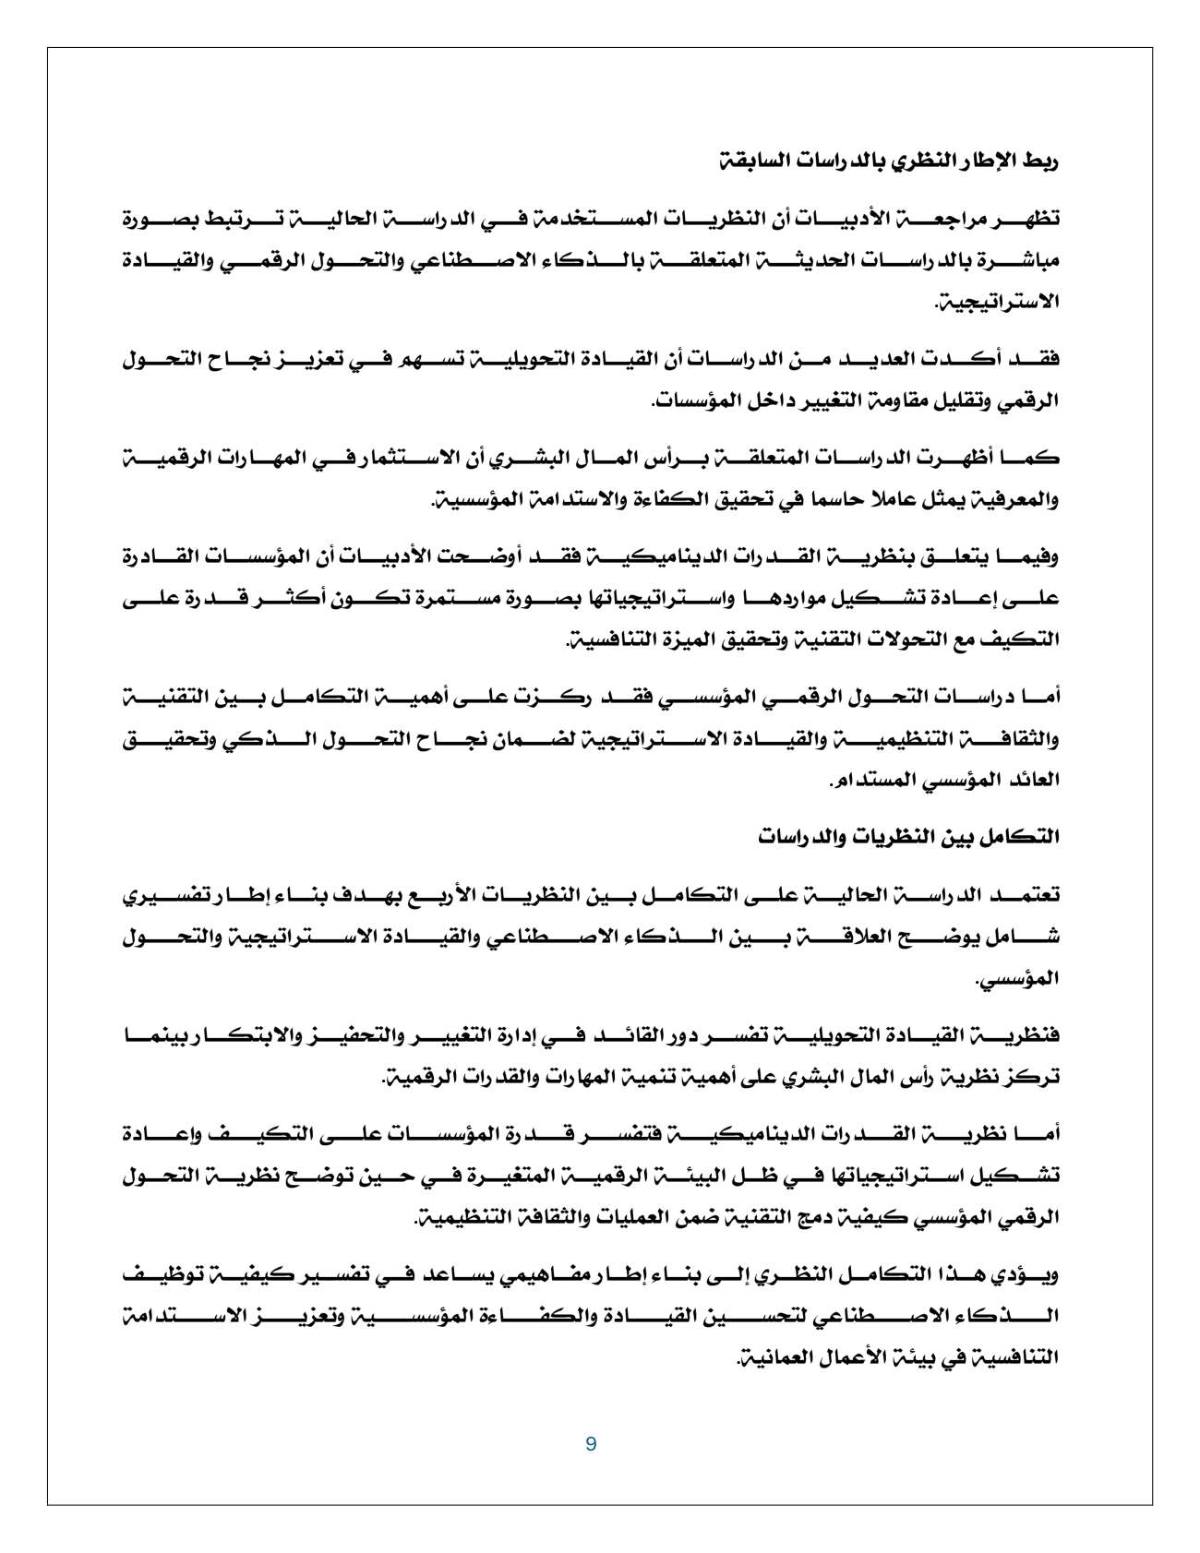 ربط الإطار النظري بالدراسات السابقة
تظهر مراجعة الأدبيات أن النظريات المستخدمة في الدراسة الحالية ترتبط بصورة
مباشرة بالدراسات الحديثة المتعلقة بالذكاء الاصطناعي والتحول الرقمي والقيادة
الاستراتيجية.
فقد أكدت العديد من الدراسات أن القيادة التحويلية تسهم في تعزيز نجاح التحول
الرقمي وتقليل مقاومة التغيير داخل المؤسسات.
كما أظهرت الدراسات المتعلقة برأس المال البشري أن الاستثمار في المهارات الرقمية
والمعرفية يمثل عاملا حاسما في تحقيق الكفاءة والاستدامة المؤسسية.
وفيما يتعلق بنظرية القدرات الديناميكية فقد أوضحت الأدبيات أن المؤسسات القادرة
على إعادة تشكيل مواردها واستراتيجياتها بصورة مستمرة تكون أكثر قدرة على
التكيف مع التحولات التقنية وتحقيق الميزة التنافسية.
أما دراسات التحول الرقمي المؤسسي فقد ركزت على أهمية التكامل بين التقنية
والثقافة التنظيمية والقيادة الاستراتيجية لضمان نجاح التحول الذكي وتحقيق
العائد المؤسسي المستدام.
التكامل بين النظريات والدراسات
تعتمد الدراسة الحالية على التكامل بين النظريات الأربع بهدف بناء إطار تفسيري
شامل يوضح العلاقة بين الذكاء الاصطناعي والقيادة الاستراتيجية والتحول
المؤسسي.
فنظرية القيادة التحويلية تفسر دور القائد في إدارة التغيير والتحفيز والابتكار بينما
تركز نظرية رأس المال البشري على أهمية تنمية المهارات والقدرات الرقمية.
أما نظرية القدرات الديناميكية فتفسر قدرة المؤسسات على التكيف وإعادة
تشكيل استراتيجياتها في ظل البيئة الرقمية المتغيرة في حين توضح نظرية التحول
الرقمي المؤسسي كيفية دمج التقنية ضمن العمليات والثقافة التنظيمية.
ويؤدي هذا التكامل النظري إلى بناء إطار مفاهيمي يساعد في تفسير كيفية توظيف
الذكاء الاصطناعي لتحسين القيادة والكفاءة المؤسسية وتعزيز الاستدامة
التنافسية في بيئة الأعمال العمانية.
9